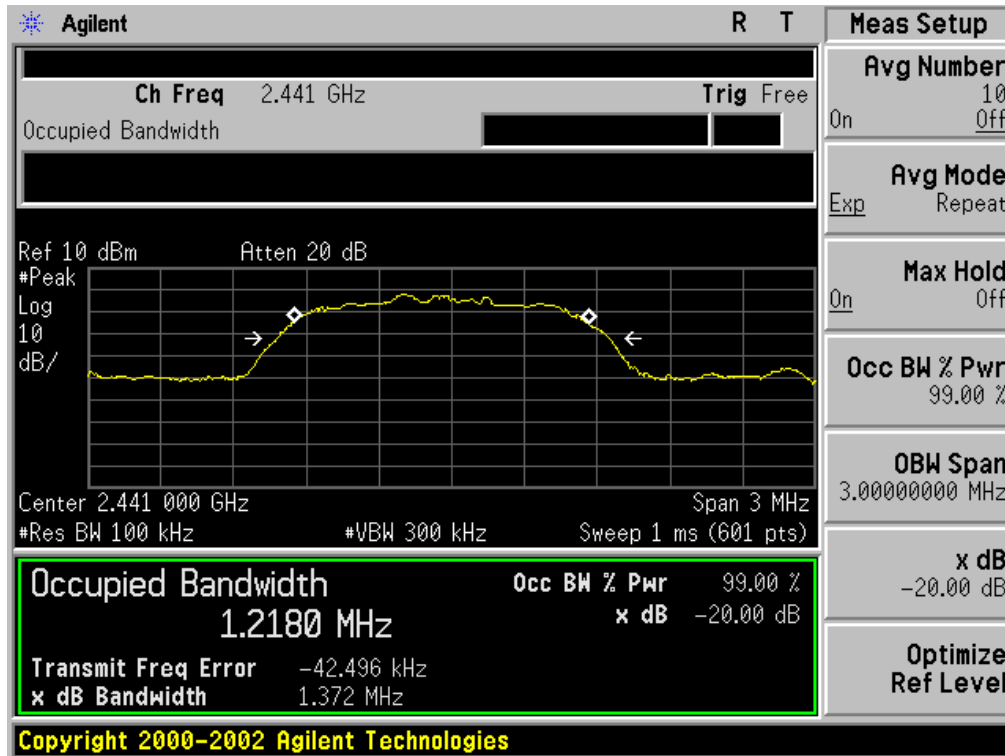 Agilent R T
Ch Freq 2.441 GHz Trig Free
Occupied Bandwidth
Ref 10 dBm Atten 20 dB
#Peak
Log
10
dB/
Center 2.441 000 GHz Span 3 MHz
#Res BW 100 kHz #VBW 300 kHz Sweep 1 ms (601 pts)
Occupied Bandwidth Occ BW % Pwr 99.00 %
1.2180 MHz x dB -20.00 dB
Transmit Freq Error -42.496 kHz
x dB Bandwidth 1.372 MHz
Copyright 2000-2002 Agilent Technologies
Meas Setup
Avg Number
10
On Off
Avg Mode
Exp Repeat
Max Hold
On Off
Occ BW % Pwr
99.00 %
OBW Span
3.00000000 MHz
x dB
-20.00 dB
Optimize
Ref Level